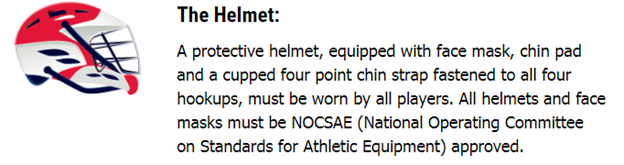 The Helmet:
A protective helmet, equipped with face mask, chin pad
and a cupped four point chin strap fastened to all four
hookups, must be worn by all players. All helmets and face
masks must be NOCSAE (National Operating Committee
on Standards for Athletic Equipment) approved.